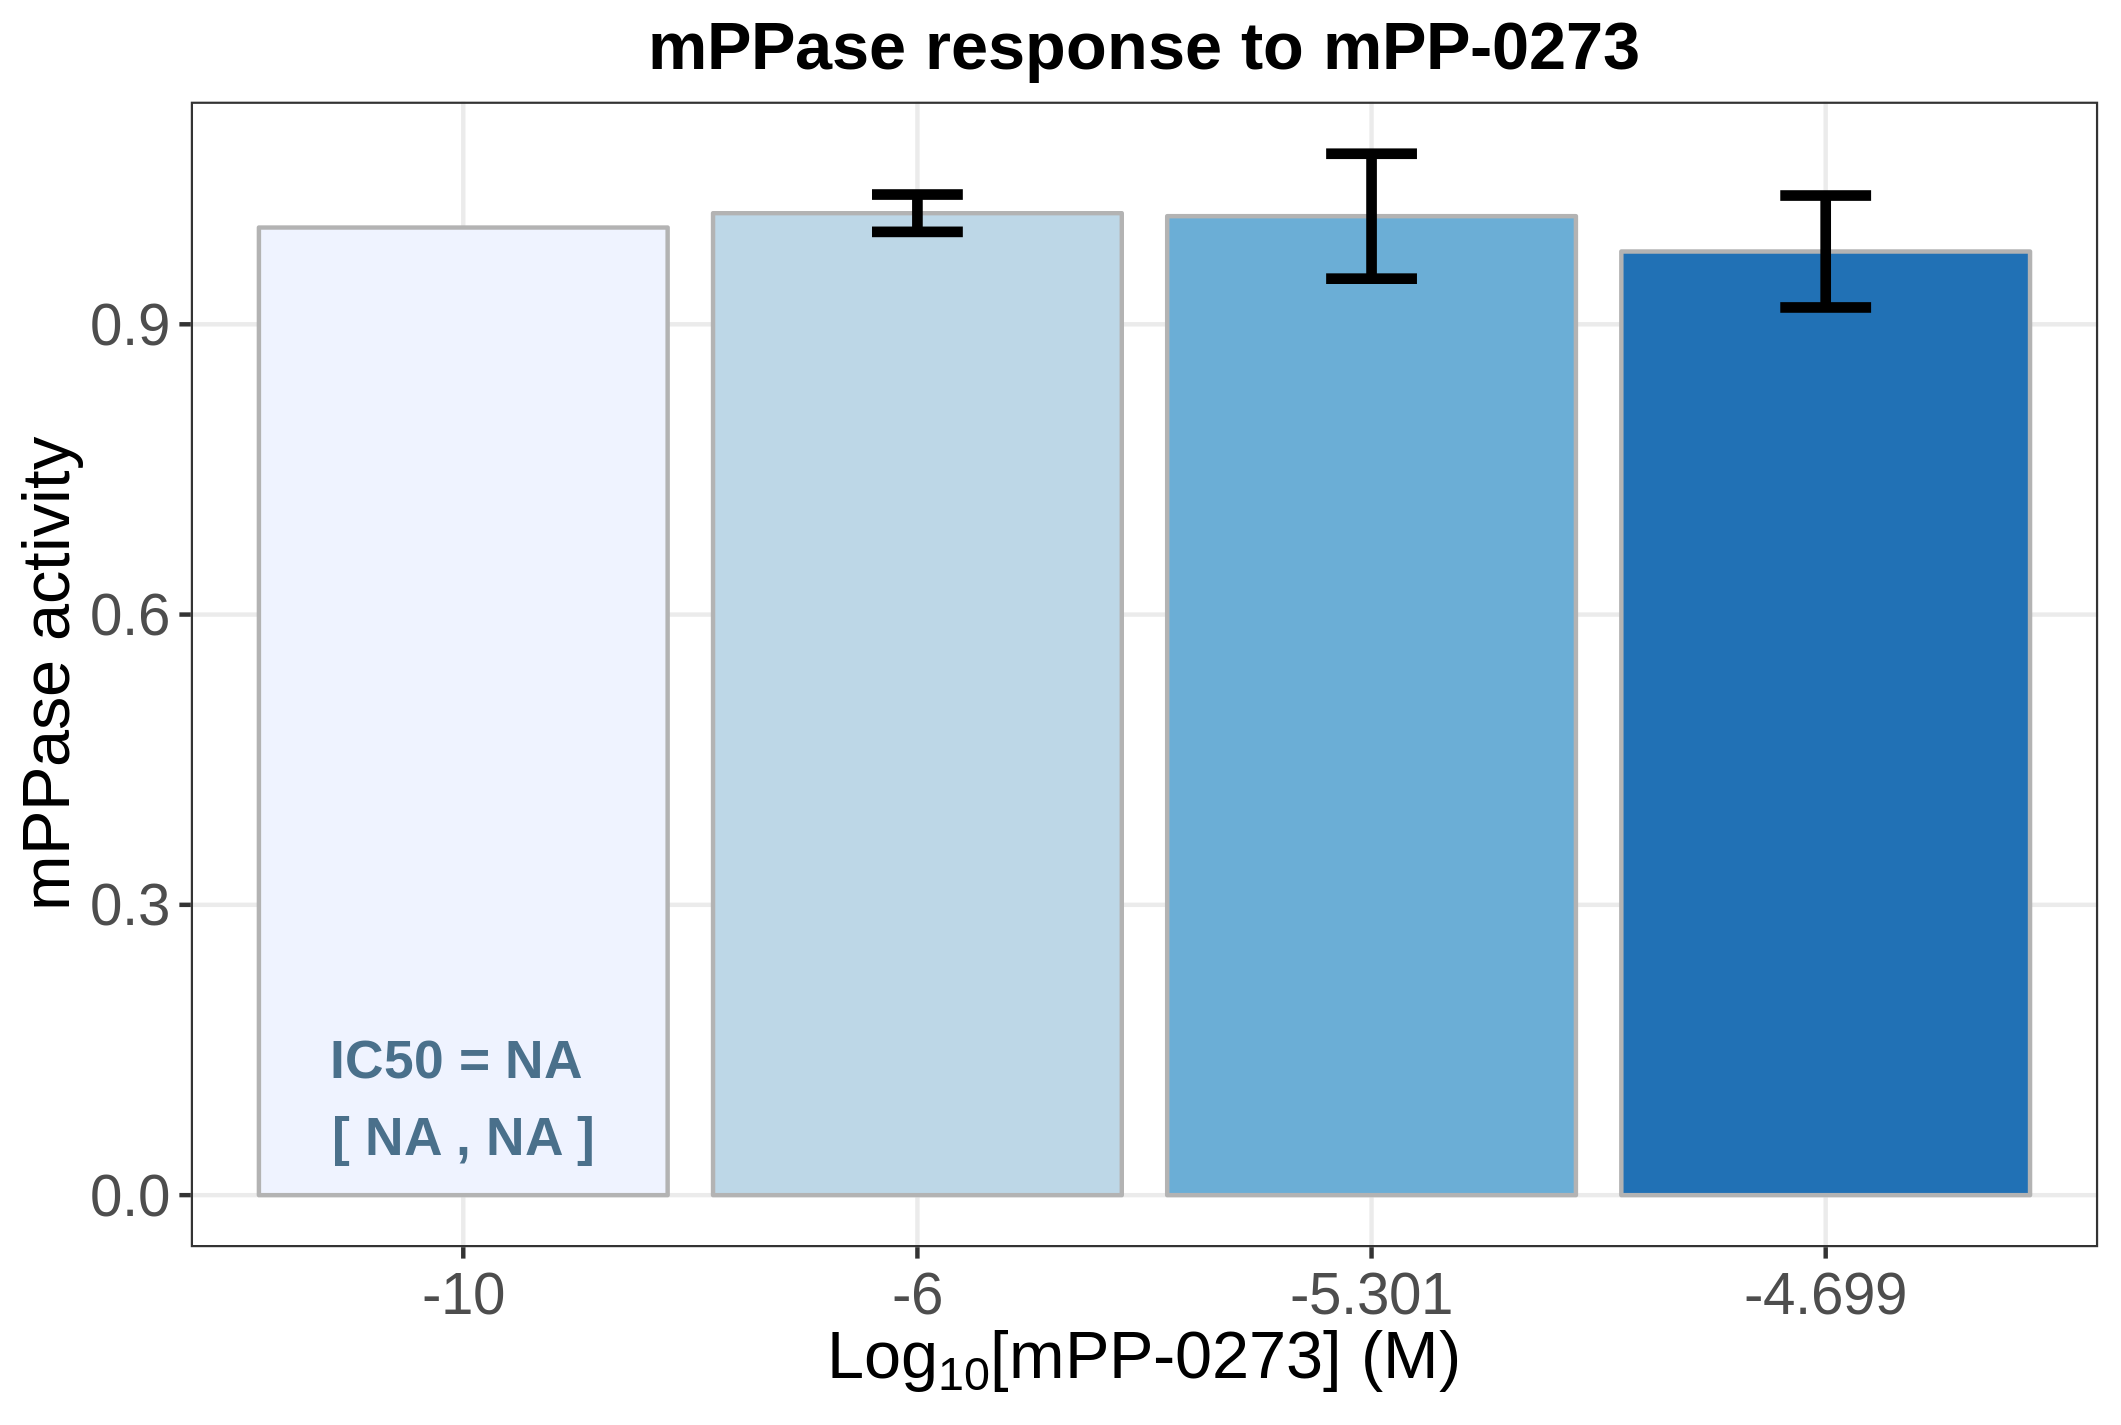 mPPase response to mPP-0273
mPPase activity
0.9
0.6
0.3
0.0
IC50 = NA
[ NA , NA ]
-10
-6
-5.301
-4.699
Log10[mPP-0273] (M)